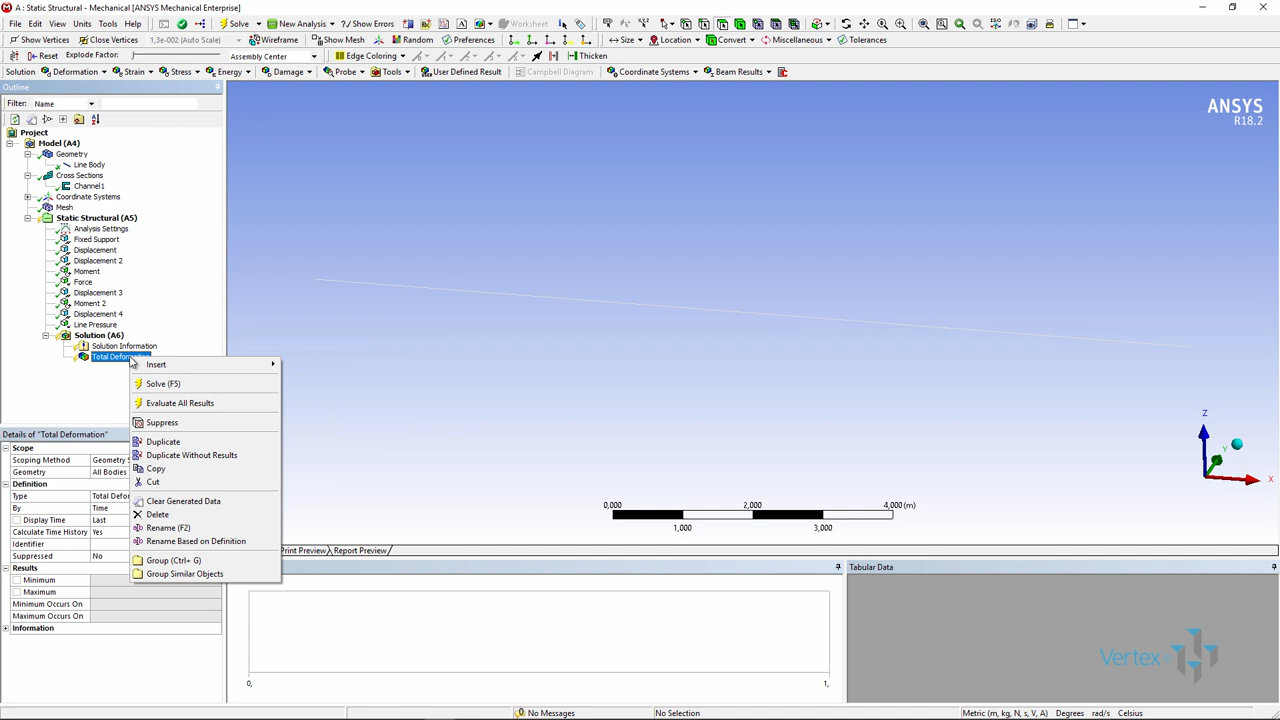 A : Static Structural - Mechanical [ANSYS Mechanical Enterprise]
File Edit View Units Tools Help Solve New Analysis ?/ Show Errors Worksheet
Show Vertices Close Vertices 1,3e-002 (Auto Scale) Wireframe Show Mesh Random Preferences Size Location Convert Miscellaneous Tolerances
Reset Explode Factor: Assembly Center Edge Coloring Thicken
Solution Deformation Strain Stress Energy Damage Probe Tools User Defined Result Campbell Diagram Coordinate Systems Beam Results
Outline
Filter: Name
Project
Model (A4)
Geometry
Line Body
Cross Sections
Channel1
Coordinate Systems
Mesh
Static Structural (A5)
Analysis Settings
Fixed Support
Displacement
Displacement 2
Moment
Force
Displacement 3
Moment 2
Displacement 4
Line Pressure
Solution (A6)
Solution Information
Total Deformation
Insert
Solve (F5)
Evaluate All Results
Suppress
Duplicate
Duplicate Without Results
Copy
Cut
Clear Generated Data
Delete
Rename (F2)
Rename Based on Definition
Group (Ctrl+ G)
Group Similar Objects
Details of "Total Deformation"
Scope
Scoping Method Geometry S
Geometry All Bodies
Definition
Type Total Defor
By Time
Display Time Last
Calculate Time History Yes
Identifier
Suppressed No
Results
Minimum
Maximum
Minimum Occurs On
Maximum Occurs On
Information
ANSYS
R18.2
Z
Y
X
0,000 2,000 4,000 (m)
1,000 3,000
Print Preview Report Preview
Tabular Data
0, 1,
Vertex
No Messages No Selection Metric (m, kg, N, s, V, A) Degrees rad/s Celsius